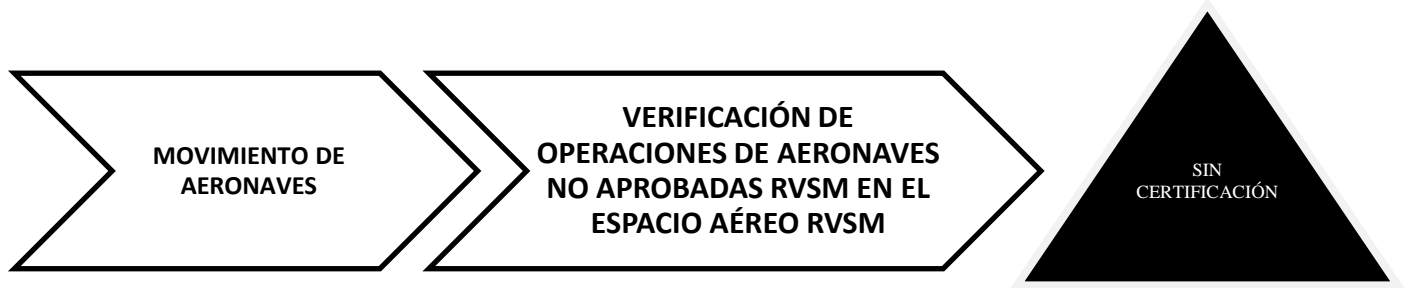 MOVIMIENTO DE
AERONAVES
VERIFICACIÓN DE
OPERACIONES DE AERONAVES
NO APROBADAS RVSM EN EL
ESPACIO AÉREO RVSM
SIN
CERTIFICACIÓN